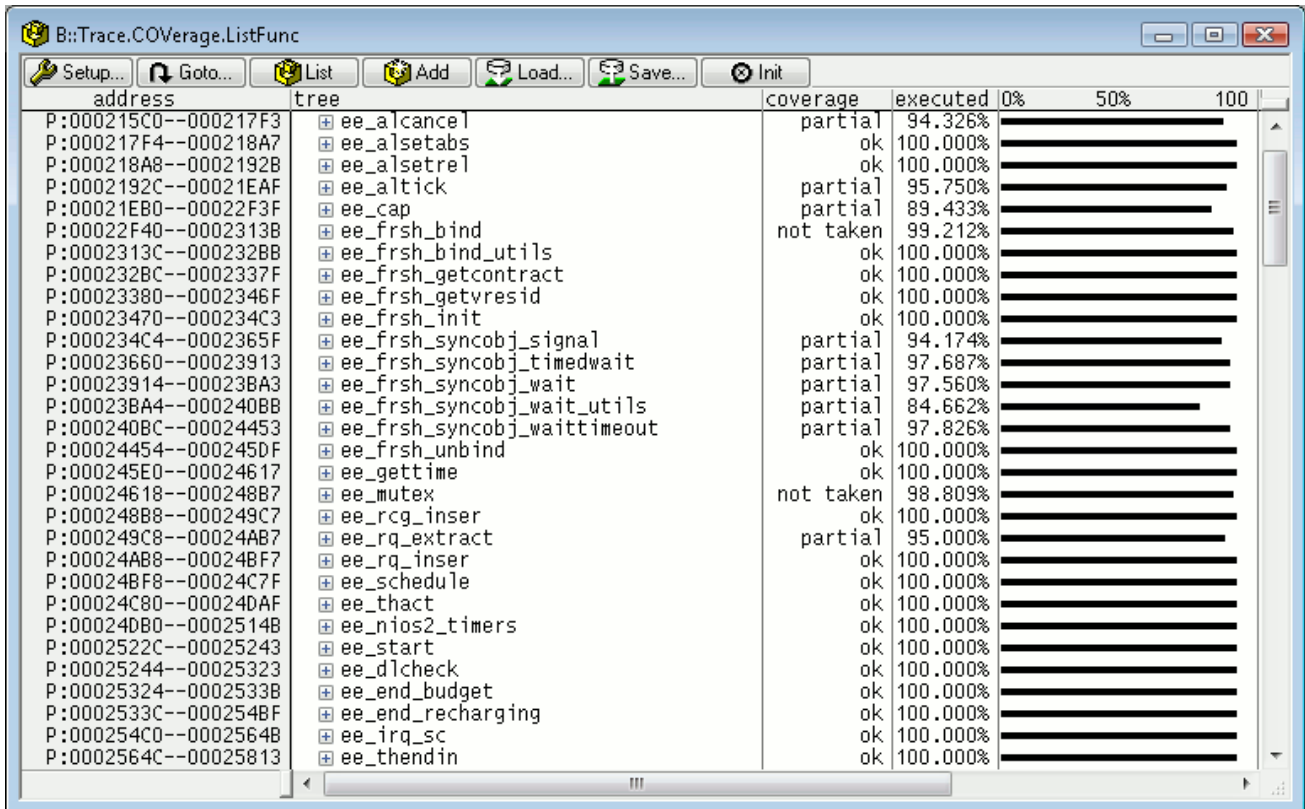 B::Trace.COVerage.ListFunc
Setup... Goto... List Add Load... Save... Init
address tree coverage executed 0% 50% 100
P:000215C0--000217F3 ee_alcancel partial 94.326%
P:000217F4--000218A7 ee_alsetabs ok 100.000%
P:000218A8--0002192B ee_alsetrel ok 100.000%
P:0002192C--00021EAF ee_altick partial 95.750%
P:00021EB0--00022F3F ee_cap partial 89.433%
P:00022F40--0002313B ee_frsh_bind not taken 99.212%
P:0002313C--000232BB ee_frsh_bind_utils ok 100.000%
P:000232BC--0002337F ee_frsh_getcontract ok 100.000%
P:00023380--0002346F ee_frsh_getvresid ok 100.000%
P:00023470--000234C3 ee_frsh_init ok 100.000%
P:000234C4--0002365F ee_frsh_syncobj_signal partial 94.174%
P:00023660--00023913 ee_frsh_syncobj_timedwait partial 97.687%
P:00023914--00023BA3 ee_frsh_syncobj_wait partial 97.560%
P:00023BA4--000240BB ee_frsh_syncobj_wait_utils partial 84.662%
P:000240BC--00024453 ee_frsh_syncobj_waittimeout partial 97.826%
P:00024454--000245DF ee_frsh_unbind ok 100.000%
P:000245E0--00024617 ee_gettime ok 100.000%
P:00024618--000248B7 ee_mutex not taken 98.809%
P:000248B8--000249C7 ee_rcg_inser ok 100.000%
P:000249C8--00024AB7 ee_rq_extract partial 95.000%
P:00024AB8--00024BF7 ee_rq_inser ok 100.000%
P:00024BF8--00024C7F ee_schedule ok 100.000%
P:00024C80--00024DAF ee_thact ok 100.000%
P:00024DB0--0002514B ee_nios2_timers ok 100.000%
P:0002522C--00025243 ee_start ok 100.000%
P:00025244--00025323 ee_dlcheck ok 100.000%
P:00025324--0002533B ee_end_budget ok 100.000%
P:0002533C--000254BF ee_end_recharging ok 100.000%
P:000254C0--0002564B ee_irq_sc ok 100.000%
P:0002564C--00025813 ee_thendin ok 100.000%